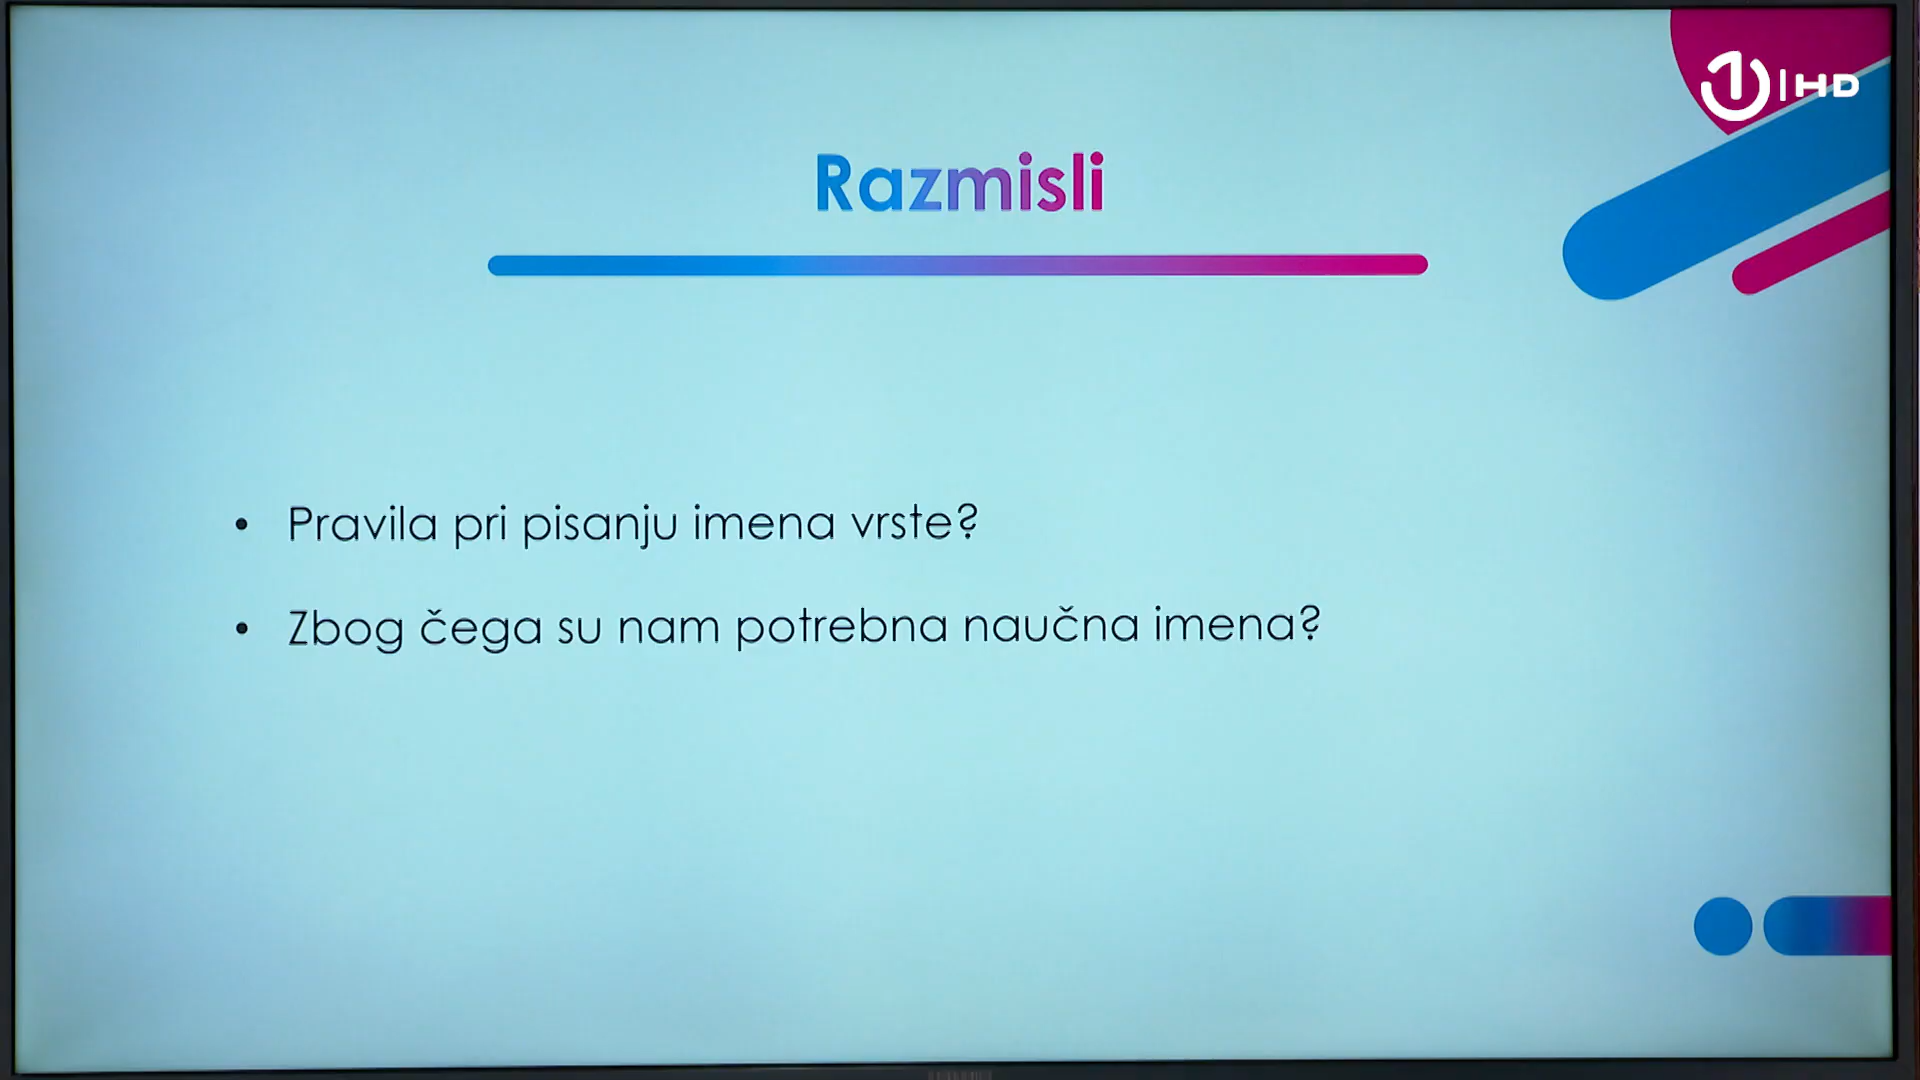 1 HD
Razmisli
• Pravila pri pisanju imena vrste?
• Zbog čega su nam potrebna naučna imena?